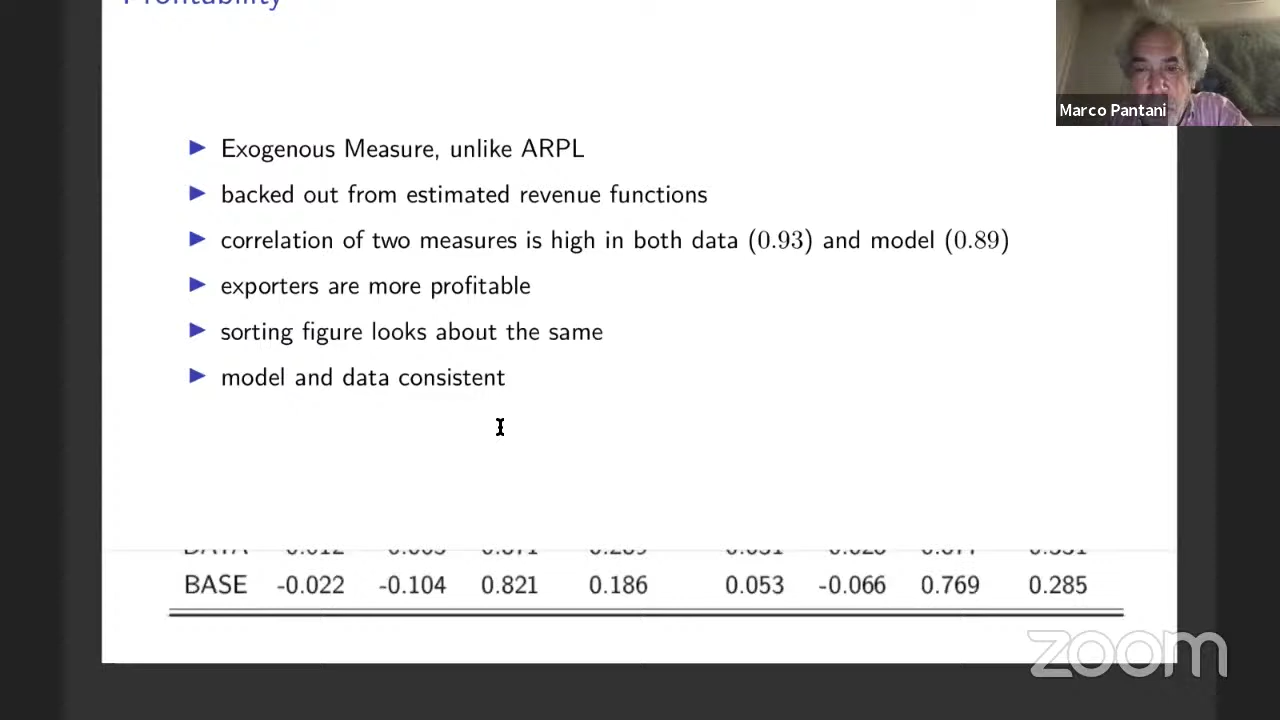 Profitability
Marco Pantani
Exogenous Measure, unlike ARPL
backed out from estimated revenue functions
correlation of two measures is high in both data (0.93) and model (0.89)
exporters are more profitable
sorting figure looks about the same
model and data consistent
DATA
BASE -0.022 -0.104 0.821 0.186 0.053 -0.066 0.769 0.285
zoom